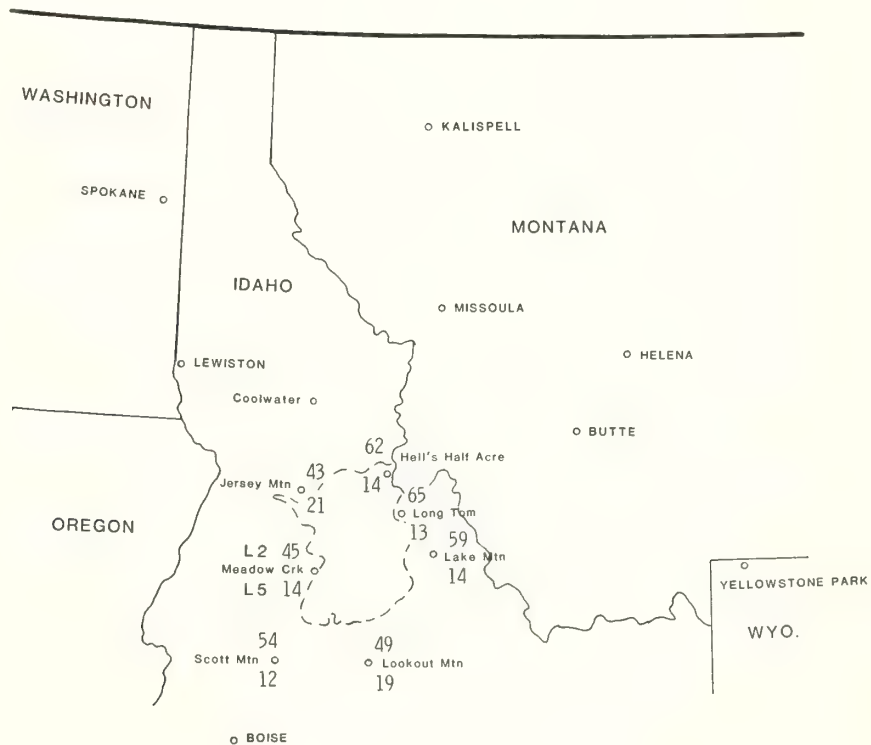 WASHINGTON
KALISPELL
SPOKANE
MONTANA
IDAHO
MISSOULA
HELENA
LEWISTON
Coolwater
BUTTE
62
Hell's Half Acre
14
43
Jersey Mtn
21
65
Long Tom
13
OREGON
59
Lake Mtn
14
L2 45
Meadow Crk
L5 14
YELLOWSTONE PARK
WYO.
54
Scott Mtn
12
49
Lookout Mtn
19
BOISE